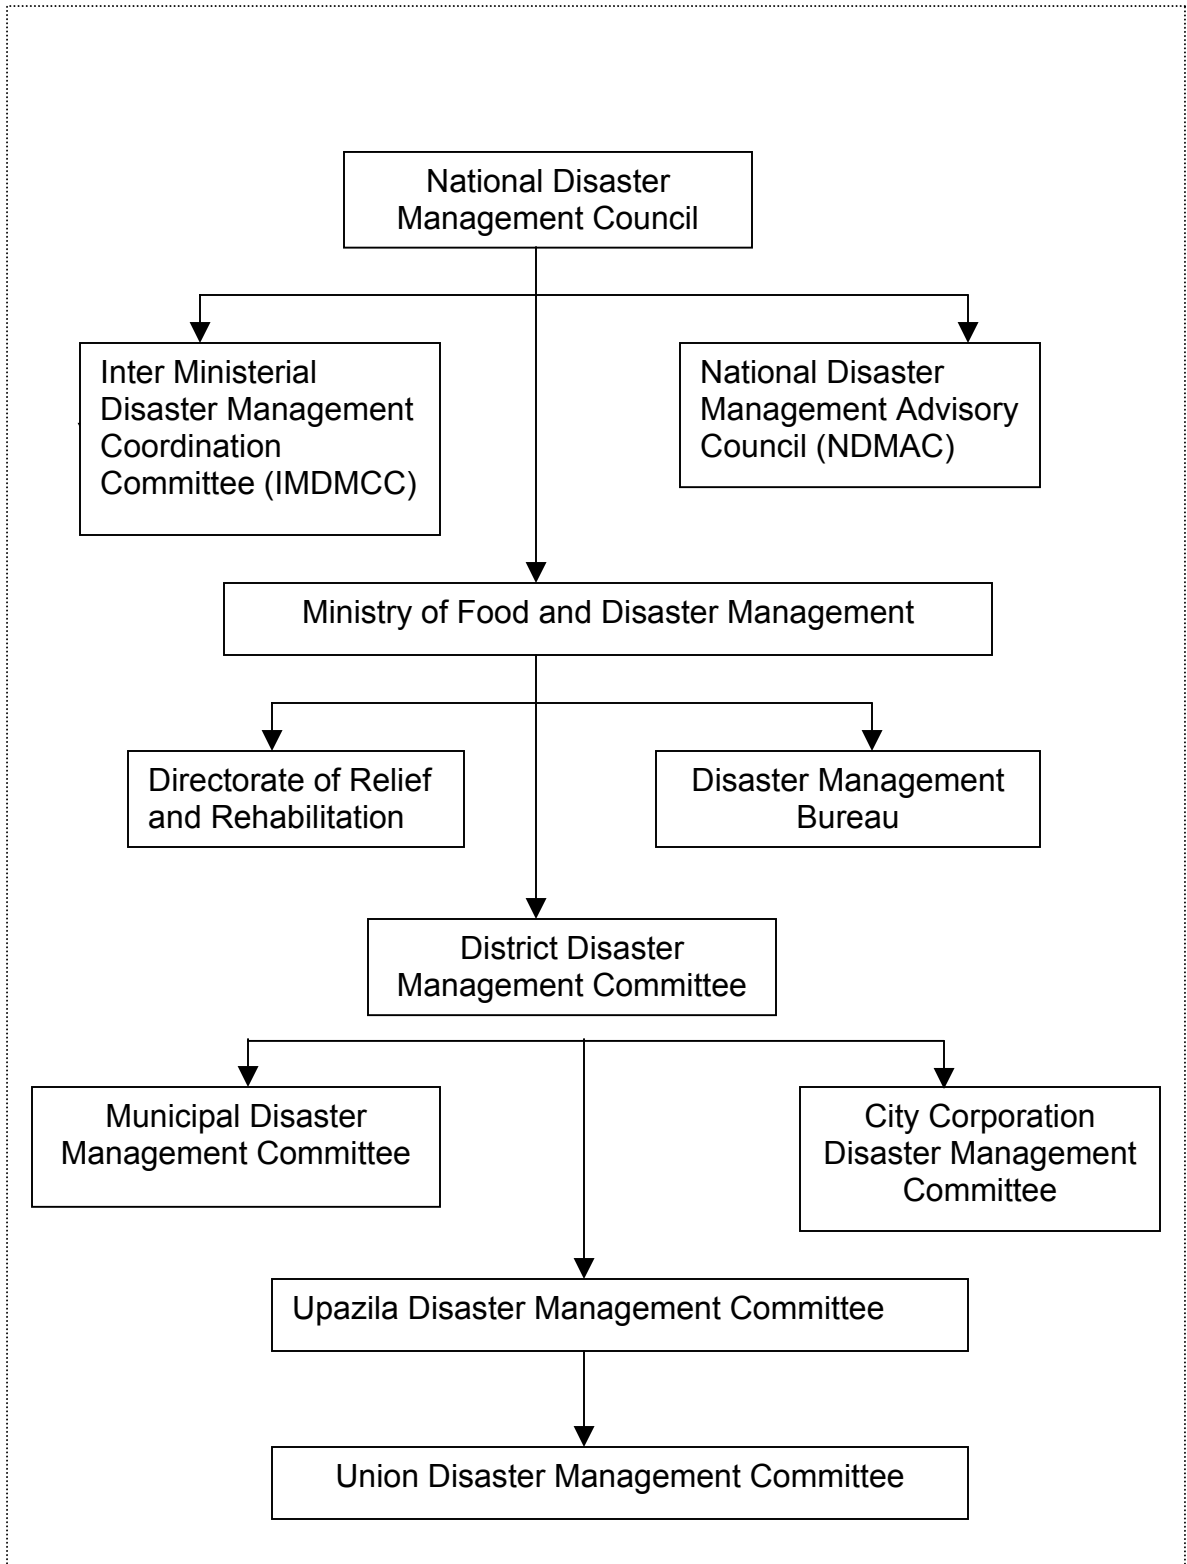 National Disaster
Management Council
Inter Ministerial
Disaster Management
Coordination
Committee (IMDMCC)
National Disaster
Management Advisory
Council (NDMAC)
Ministry of Food and Disaster Management
Directorate of Relief
and Rehabilitation
Disaster Management
Bureau
District Disaster
Management Committee
Municipal Disaster
Management Committee
City Corporation
Disaster Management
Committee
Upazila Disaster Management Committee
Union Disaster Management Committee